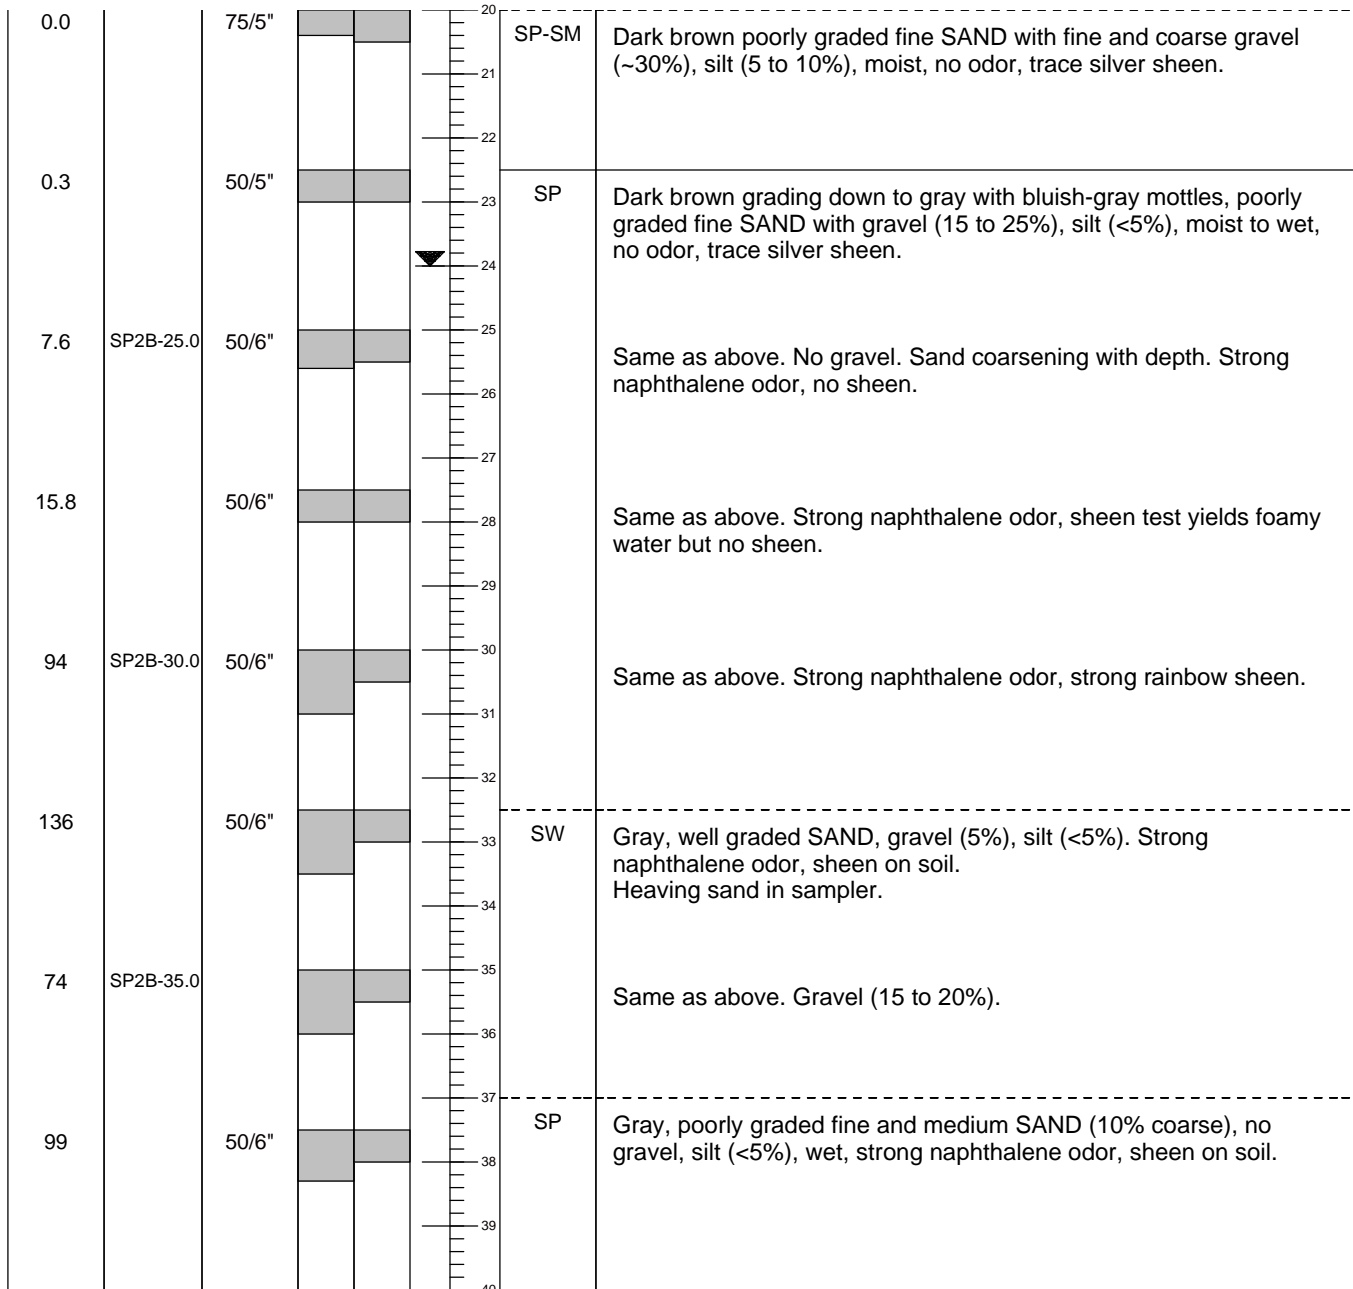 0.0 75/5" 20 SP-SM Dark brown poorly graded fine SAND with fine and coarse gravel
(~30%), silt (5 to 10%), moist, no odor, trace silver sheen.
21
22
0.3 50/5" SP Dark brown grading down to gray with bluish-gray mottles, poorly
23 graded fine SAND with gravel (15 to 25%), silt (<5%), moist to wet,
no odor, trace silver sheen.
24
25
7.6 SP2B-25.0 50/6" Same as above. No gravel. Sand coarsening with depth. Strong
naphthalene odor, no sheen.
26
27
15.8 50/6" Same as above. Strong naphthalene odor, sheen test yields foamy
28 water but no sheen.
29
30
94 SP2B-30.0 50/6" Same as above. Strong naphthalene odor, strong rainbow sheen.
31
32
136 50/6" SW Gray, well graded SAND, gravel (5%), silt (<5%). Strong
33 naphthalene odor, sheen on soil.
Heaving sand in sampler.
34
35
74 SP2B-35.0 50/6" Same as above. Gravel (15 to 20%).
36
37
SP Gray, poorly graded fine and medium SAND (10% coarse), no
99 50/6" gravel, silt (<5%), wet, strong naphthalene odor, sheen on soil.
38
39